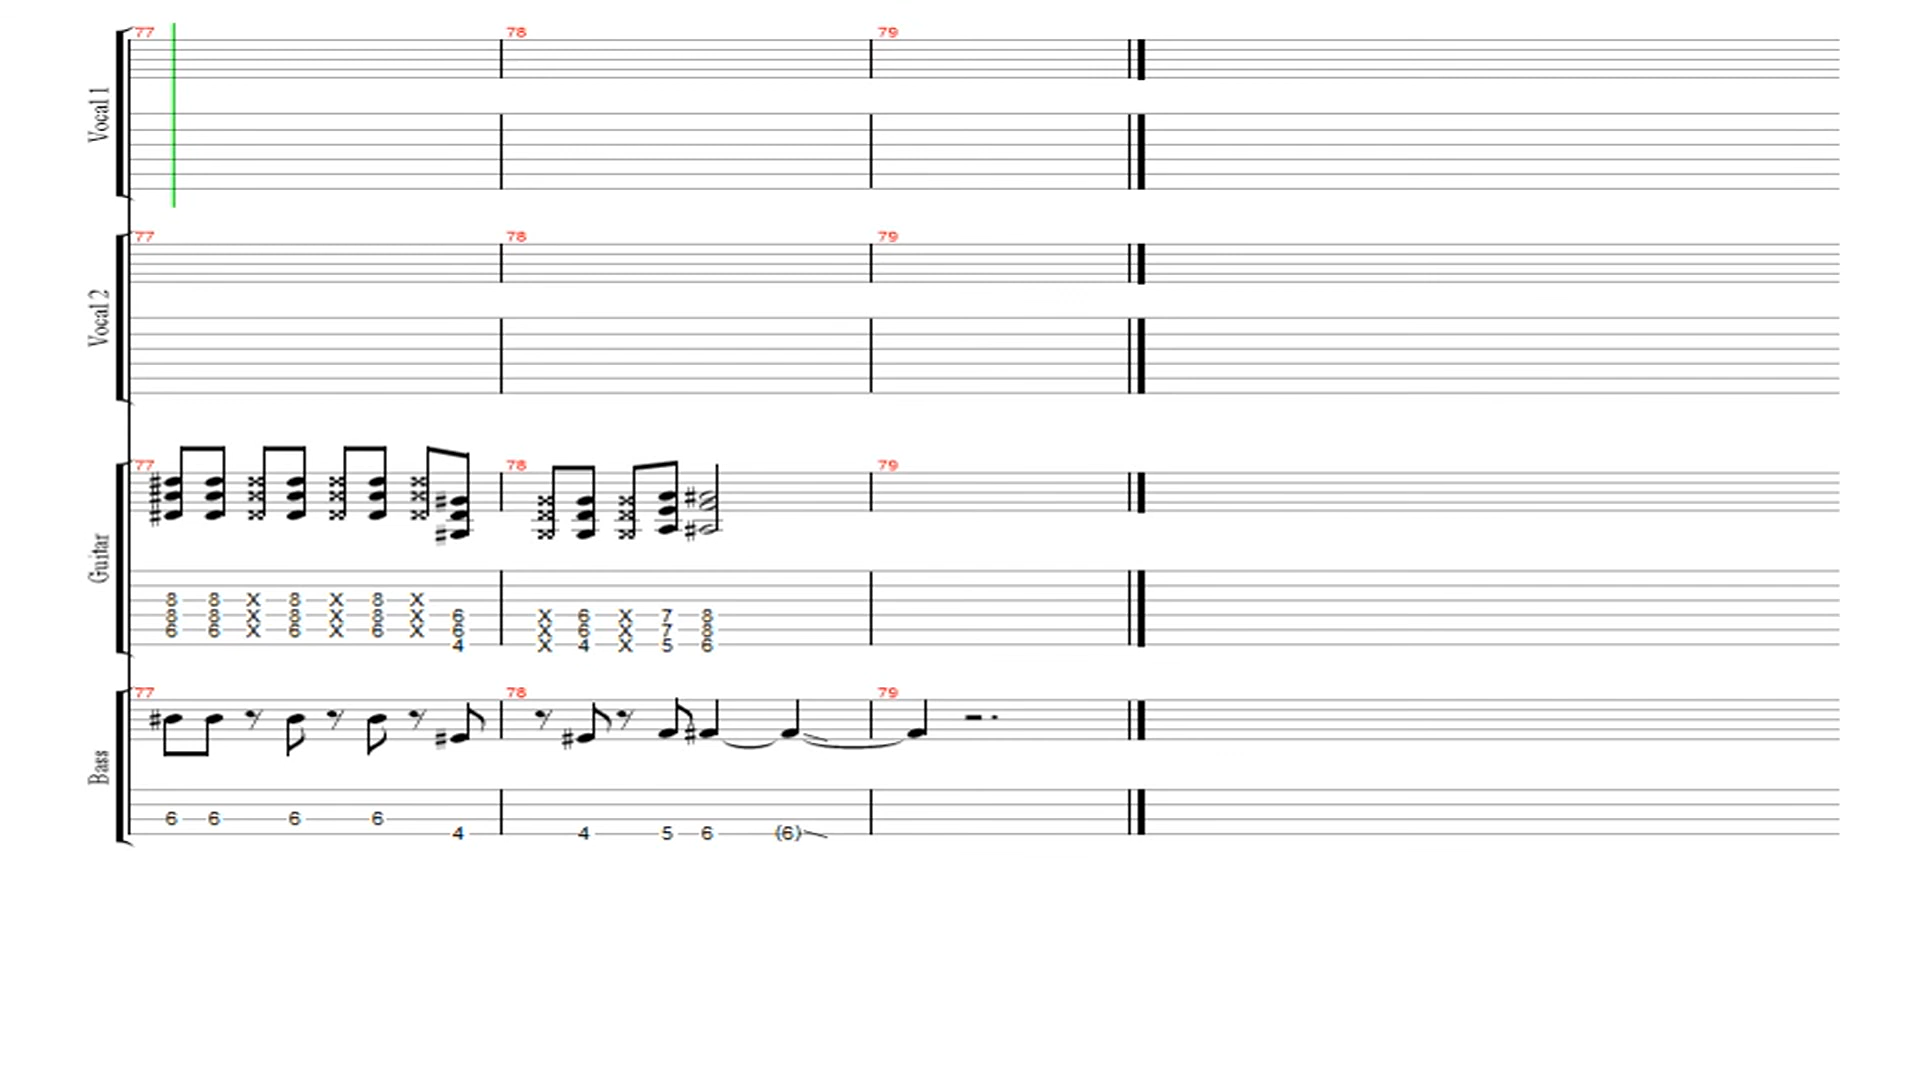 77 78 79
Vocal 1
77 78 79
Vocal 2
77 78 79
Guitar
8 8 X 8 X 8 X
8 8 X 8 X 8 X 6 X 6 X 7 8
6 6 X 6 X 6 X 6 X 6 X 7 8
4 X 4 X 5 6
77 78 79
Bass
6 6 6 6
4 4 5 6 (6)